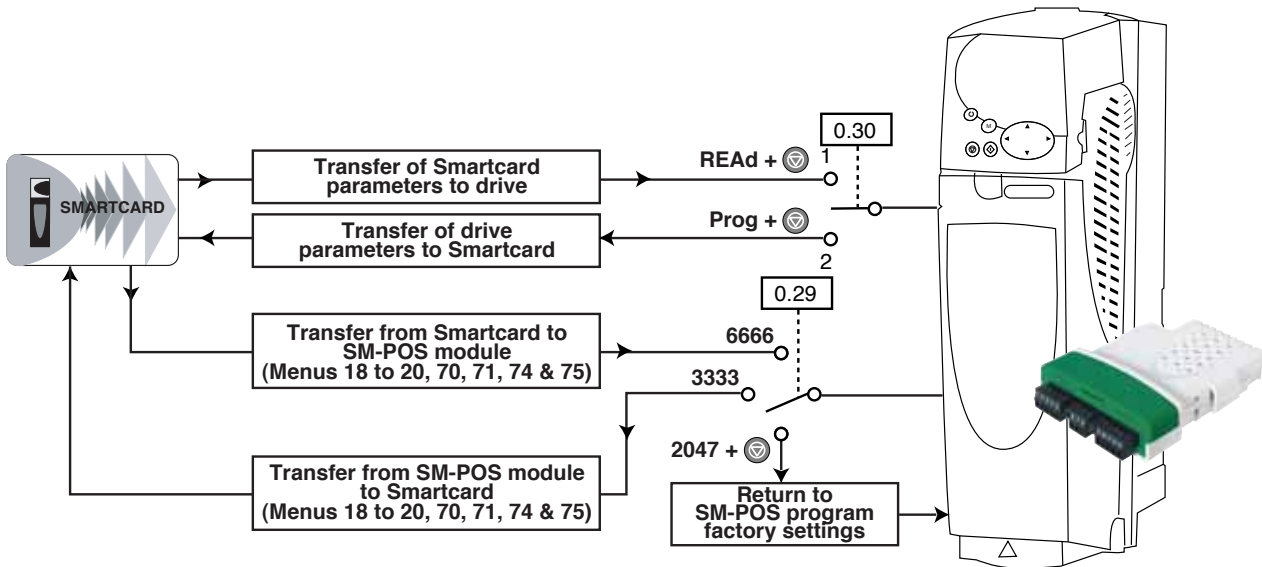 SMARTCARD
Transfer of Smartcard
parameters to drive
REAd +
1
0.30
Transfer of drive
parameters to Smartcard
Prog +
2
0.29
Transfer from Smartcard to
SM-POS module
(Menus 18 to 20, 70, 71, 74 & 75)
6666
3333
2047 +
Transfer from SM-POS module
to Smartcard
(Menus 18 to 20, 70, 71, 74 & 75)
Return to
SM-POS program
factory settings
M